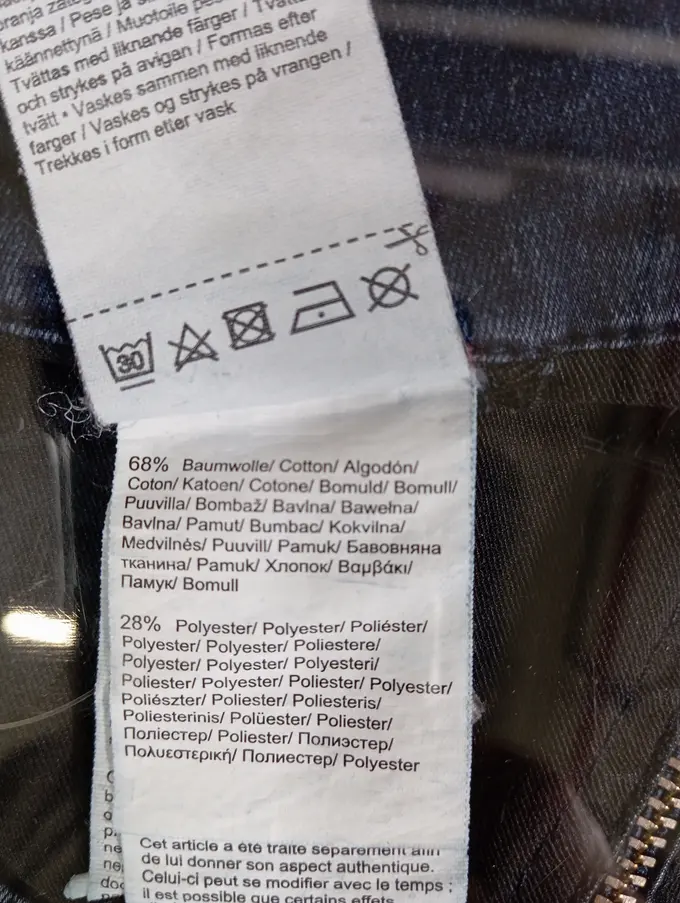 kanssa / Pese ja
käännettynä / Muotoile
Tvättas med liknande färger /
och strykes på avigan / Formas efter
tvätt • Vaskes sammen med liknende
farger / Vaskes og strykes på vrangen /
Trekkes i form etter vask
30
68% Baumwolle/ Cotton/ Algodón/
Coton/ Katoen/ Cotone/ Bomuld/ Bomull/
Puuvilla/ Bombaž/ Bavlna/ Bawełna/
Bavlna/ Pamut/ Bumbac/ Kokvilna/
Medvilnės/ Puuvill/ Pamuk/ Бавовняна
тканина/ Pamuk/ Хлопок/ Βαμβάκι/
Памук/ Bomull
28% Polyester/ Polyester/ Poliéster/
Polyester/ Polyester/ Poliestere/
Polyester/ Polyester/ Polyesteri/
Poliester/ Polyester/ Poliester/ Polyester/
Poliészter/ Poliester/ Poliesteris/
Poliesterinis/ Polüester/ Poliester/
Поліестер/ Poliester/ Полиэстер/
Πολυεστερική/ Полиестер/ Polyester
Cet article a été traité séparément afin
de lui donner son aspect authentique.
Celui-ci peut se modifier avec le temps ;
il est possible que certains effets